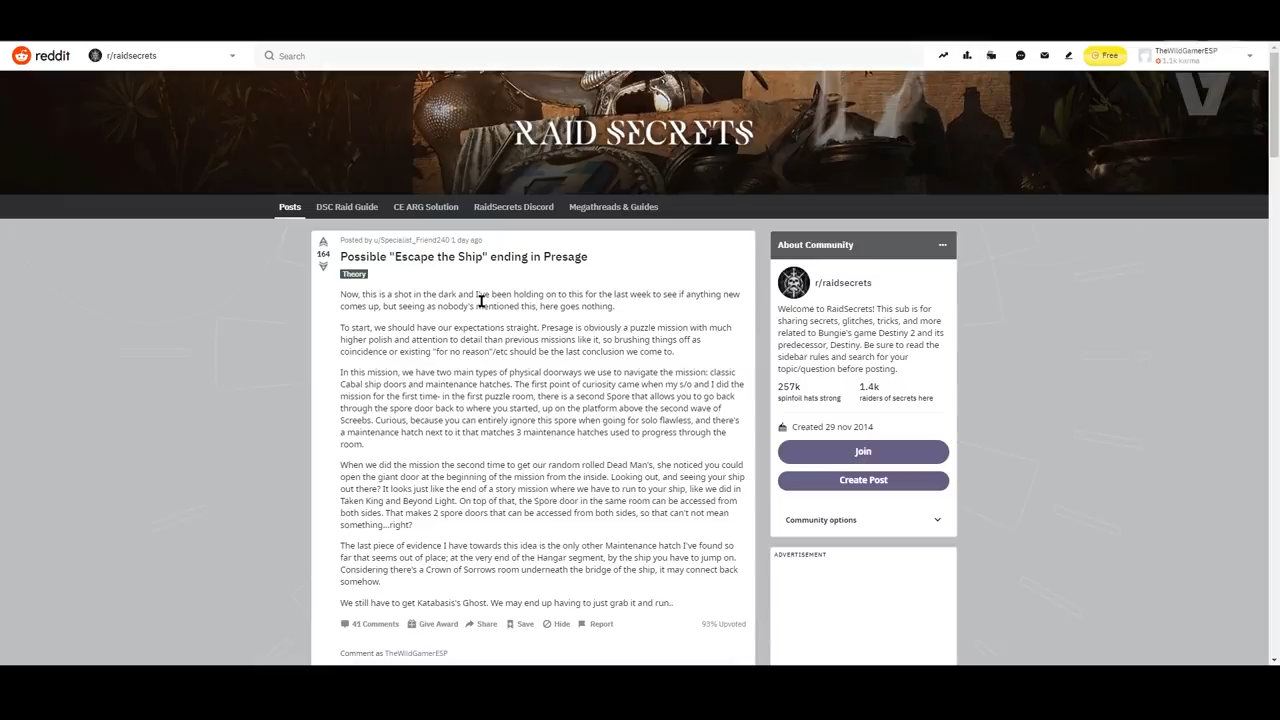 reddit
r/raidsecrets
Search
Free
TheWildGamerESP
1.1k karma
RAID SECRETS
Posts
DSC Raid Guide
CE ARG Solution
RaidSecrets Discord
Megathreads & Guides
164
Posted by u/Specialist_Friend240 1 day ago
Possible "Escape the Ship" ending in Presage
Theory
Now, this is a shot in the dark and I've been holding on to this for the last week to see if anything new
comes up, but seeing as nobody's mentioned this, here goes nothing.
To start, we should have our expectations straight. Presage is obviously a puzzle mission with much
higher polish and attention to detail than previous missions like it, so brushing things off as
coincidence or existing "for no reason"/etc should be the last conclusion we come to.
In this mission, we have two main types of physical doorways we use to navigate the mission: classic
Cabal ship doors and maintenance hatches. The first point of curiosity came when my s/o and I did the
mission for the first time- in the first puzzle room, there is a second Spore that allows you to go back
through the spore door back to where you started, up on the platform above the second wave of
Screebs. Curious, because you can entirely ignore this spore when going for solo flawless, and there's
a maintenance hatch next to it that matches 3 maintenance hatches used to progress through the
room.
When we did the mission the second time to get our random rolled Dead Man's, she noticed you could
open the giant door at the beginning of the mission from the inside. Looking out, and seeing your ship
out there? It looks just like the end of a story mission where we have to run to your ship, like we did in
Taken King and Beyond Light. On top of that, the Spore door in the same room can be accessed from
both sides. That makes 2 spore doors that can be accessed from both sides, so that can't not mean
something...right?
The last piece of evidence I have towards this idea is the only other Maintenance hatch I've found so
far that seems out of place; at the very end of the Hangar segment, by the ship you have to jump on.
Considering there's a Crown of Sorrows room underneath the bridge of the ship, it may connect back
somehow.
We still have to get Katabasis's Ghost. We may end up having to just grab it and run..
41 Comments
Give Award
Share
Save
Hide
Report
93% Upvoted
Comment as TheWildGamerESP
About Community
r/raidsecrets
Welcome to RaidSecrets! This sub is for
sharing secrets, glitches, tricks, and more
related to Bungie's game Destiny 2 and its
predecessor, Destiny. Be sure to read the
sidebar rules and search for your
topic/question before posting.
257k
1.4k
spinfoil hats strong
raiders of secrets here
Created 29 nov 2014
Join
Create Post
Community options
ADVERTISEMENT